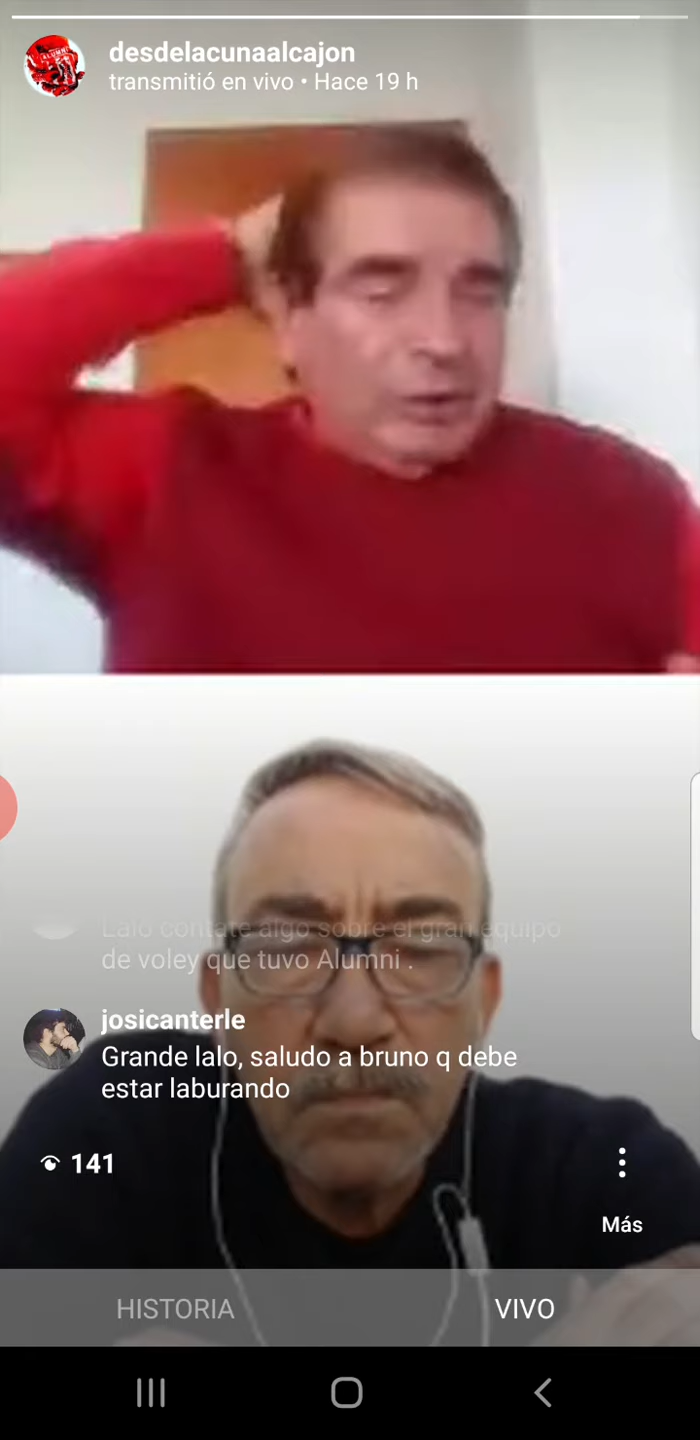 desdelacunaalcajon
transmitió en vivo • Hace 19 h
ALUMNI
Lalo contate algo sobre el gran equipo
de voley que tuvo Alumni .
josicanterle
Grande lalo, saludo a bruno q debe
estar laburando
141
Más
HISTORIA
VIVO